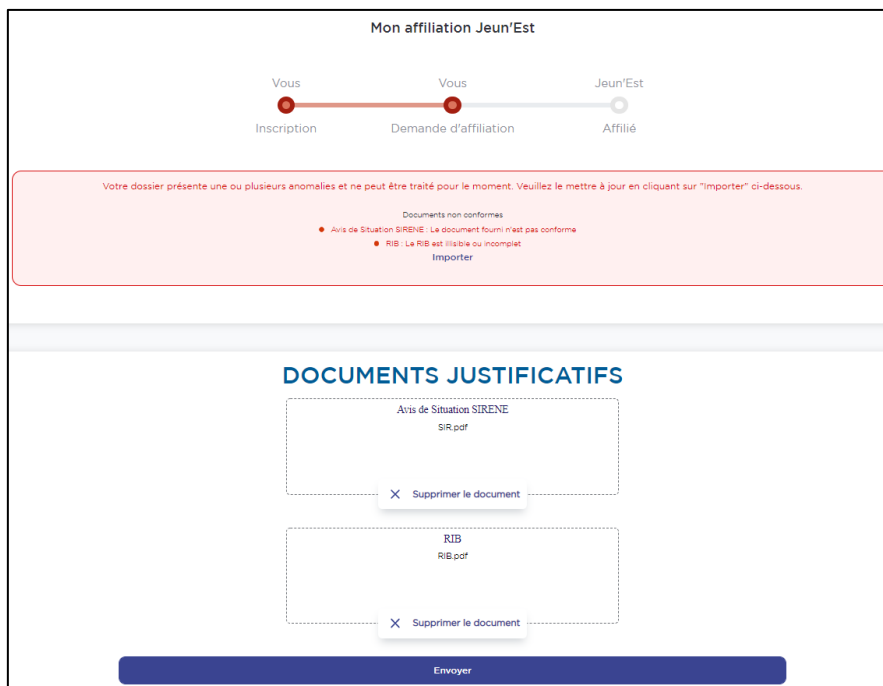 Mon affiliation Jeun'Est
Vous Vous Jeun'Est
Inscription Demande d'affiliation Affilié
Votre dossier présente une ou plusieurs anomalies et ne peut être traité pour le moment. Veuillez le mettre à jour en cliquant sur "Importer" ci-dessous.
Documents non conformes
Avis de Situation SIRENE : Le document fourni n'est pas conforme
RIB : Le RIB est illisible ou incomplet
Importer
DOCUMENTS JUSTIFICATIFS
Avis de Situation SIRENE
SIR.pdf
Supprimer le document
RIB
RIB.pdf
Supprimer le document
Envoyer